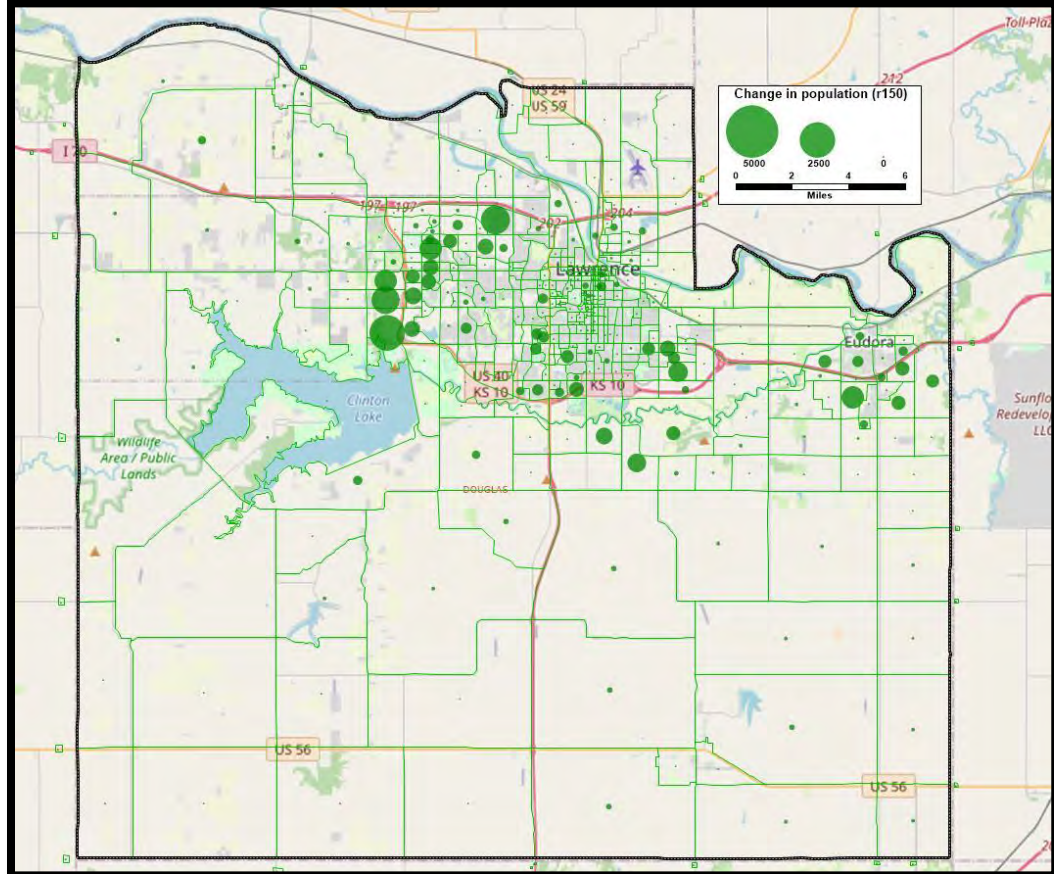 Toll-Plaz
212
US 24
US 59
Change in population (r150)
5000 2500 0
0 2 4 6
Miles
I 70
197 197
202
204
Lawrence
Eudora
US 40
KS 10
KS 10
Clinton
Lake
Sunflo
Redevelop
LLC
Wildlife
Area / Public
Lands
DOUGLAS
US 56
US 56
20